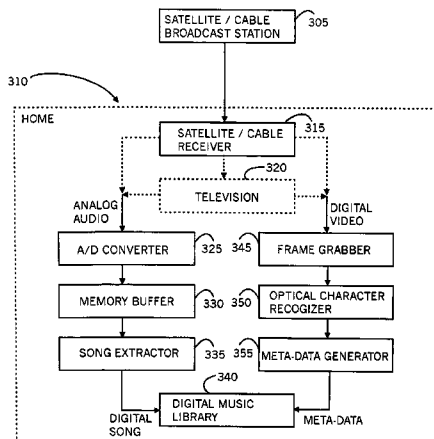 SATELLITE / CABLE
BROADCAST STATION
305
310
HOME
SATELLITE / CABLE
RECEIVER
315
320
TELEVISION
ANALOG
AUDIO
DIGITAL
VIDEO
A/D CONVERTER
325
345
FRAME GRABBER
MEMORY BUFFER
330
350
OPTICAL CHARACTER
RECOGIZER
SONG EXTRACTOR
335
355
META-DATA GENERATOR
340
DIGITAL MUSIC
LIBRARY
DIGITAL
SONG
META-DATA